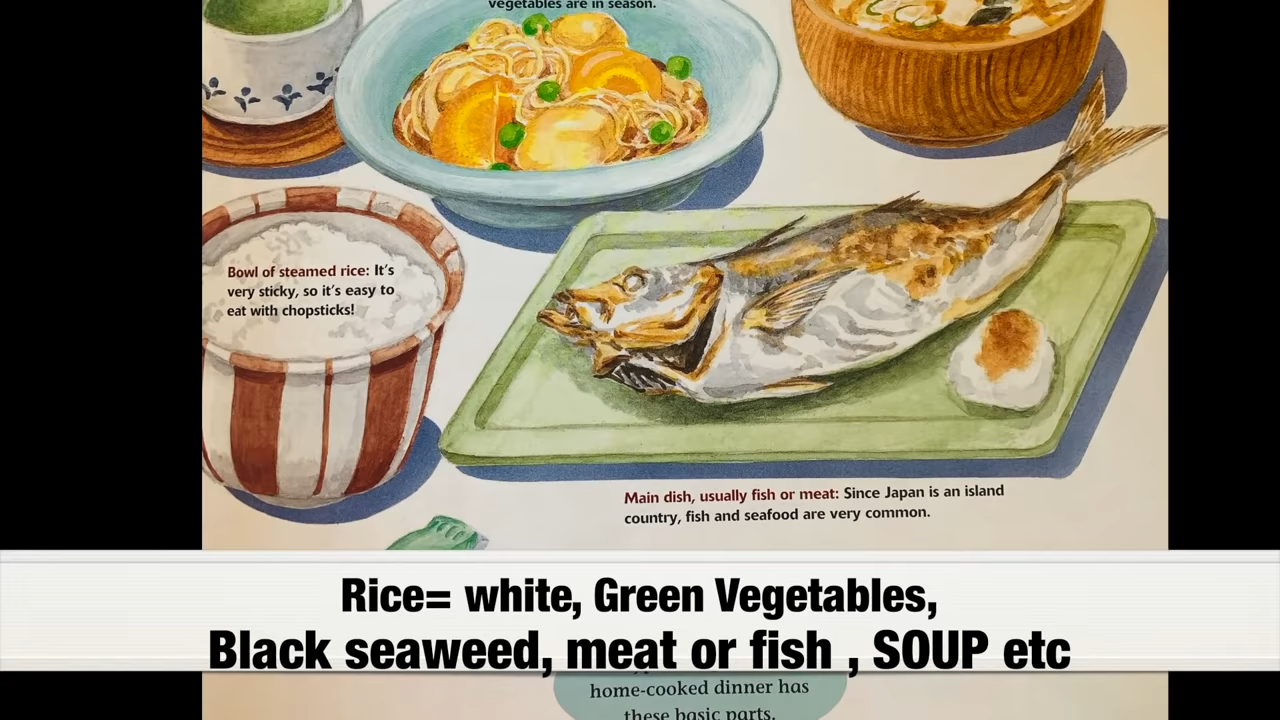 vegetables are in season.
Bowl of steamed rice: It's
very sticky, so it's easy to
eat with chopsticks!
Main dish, usually fish or meat: Since Japan is an island
country, fish and seafood are very common.
Rice= white, Green Vegetables,
Black seaweed, meat or fish , SOUP etc
home-cooked dinner has
these basic parts.